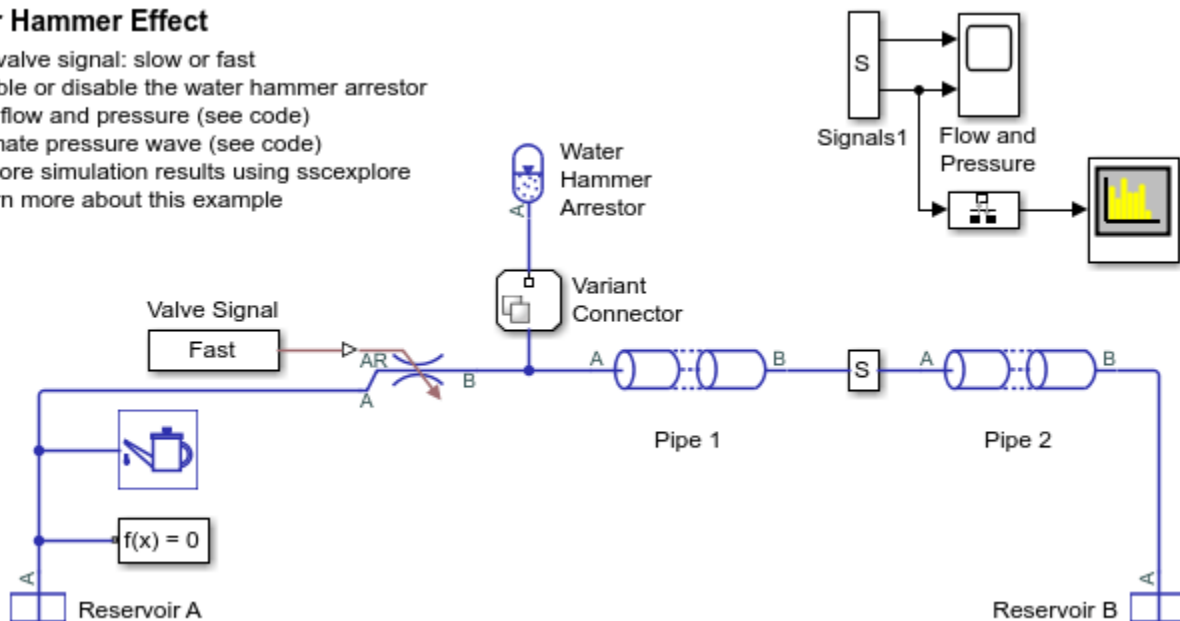 r Hammer Effect
valve signal: slow or fast
ble or disable the water hammer arrestor
flow and pressure (see code)
nate pressure wave (see code)
ore simulation results using sscexplore
n more about this example
S
Signals1
Flow and
Pressure
Water
Hammer
Arrestor
A
Variant
Connector
Valve Signal
Fast
AR
A
B
A
B
S
A
B
Pipe 1
Pipe 2
f(x) = 0
A
Reservoir A
A
Reservoir B